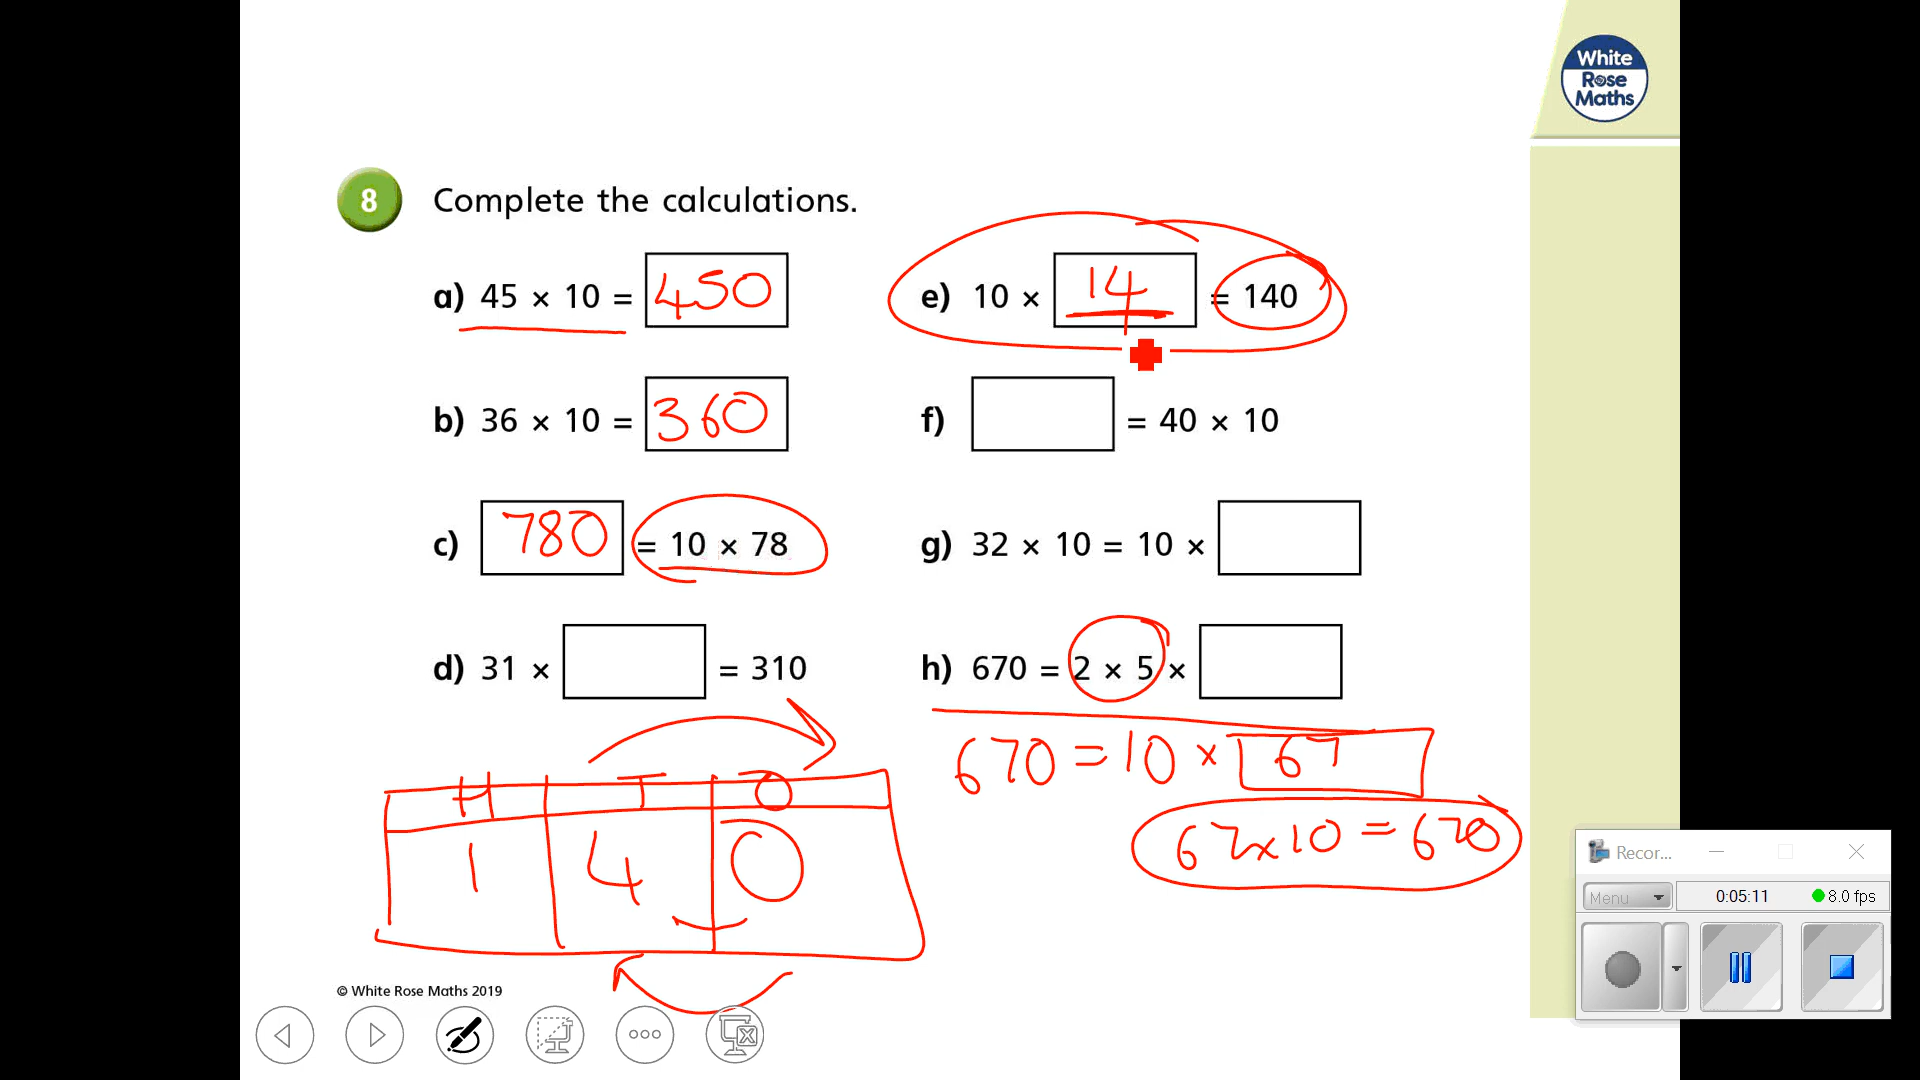 White
Rose
Maths
8 Complete the calculations.
a) 45 × 10 = 450
b) 36 × 10 = 360
c) 780 = 10 × 78
d) 31 × = 310
e) 10 × 14 = 140
f) = 40 × 10
g) 32 × 10 = 10 ×
h) 670 = 2 × 5 ×
670 = 10 × 67
67 × 10 = 670
H T O
1 4 0
© White Rose Maths 2019
Recor...
Menu 0:05:11 8.0 fps